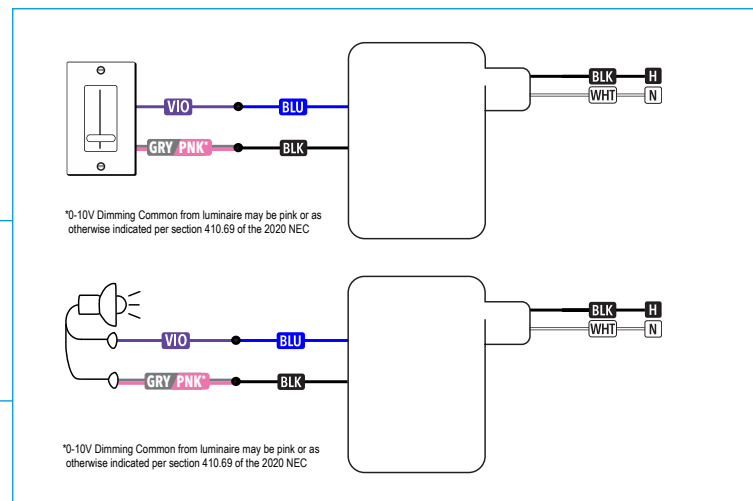 VIO BLU BLK H
WHT N
GRY/PNK* BLK
*0-10V Dimming Common from luminaire may be pink or as
otherwise indicated per section 410.69 of the 2020 NEC
BLK H
WHT N
VIO BLU
GRY/PNK* BLK
*0-10V Dimming Common from luminaire may be pink or as
otherwise indicated per section 410.69 of the 2020 NEC